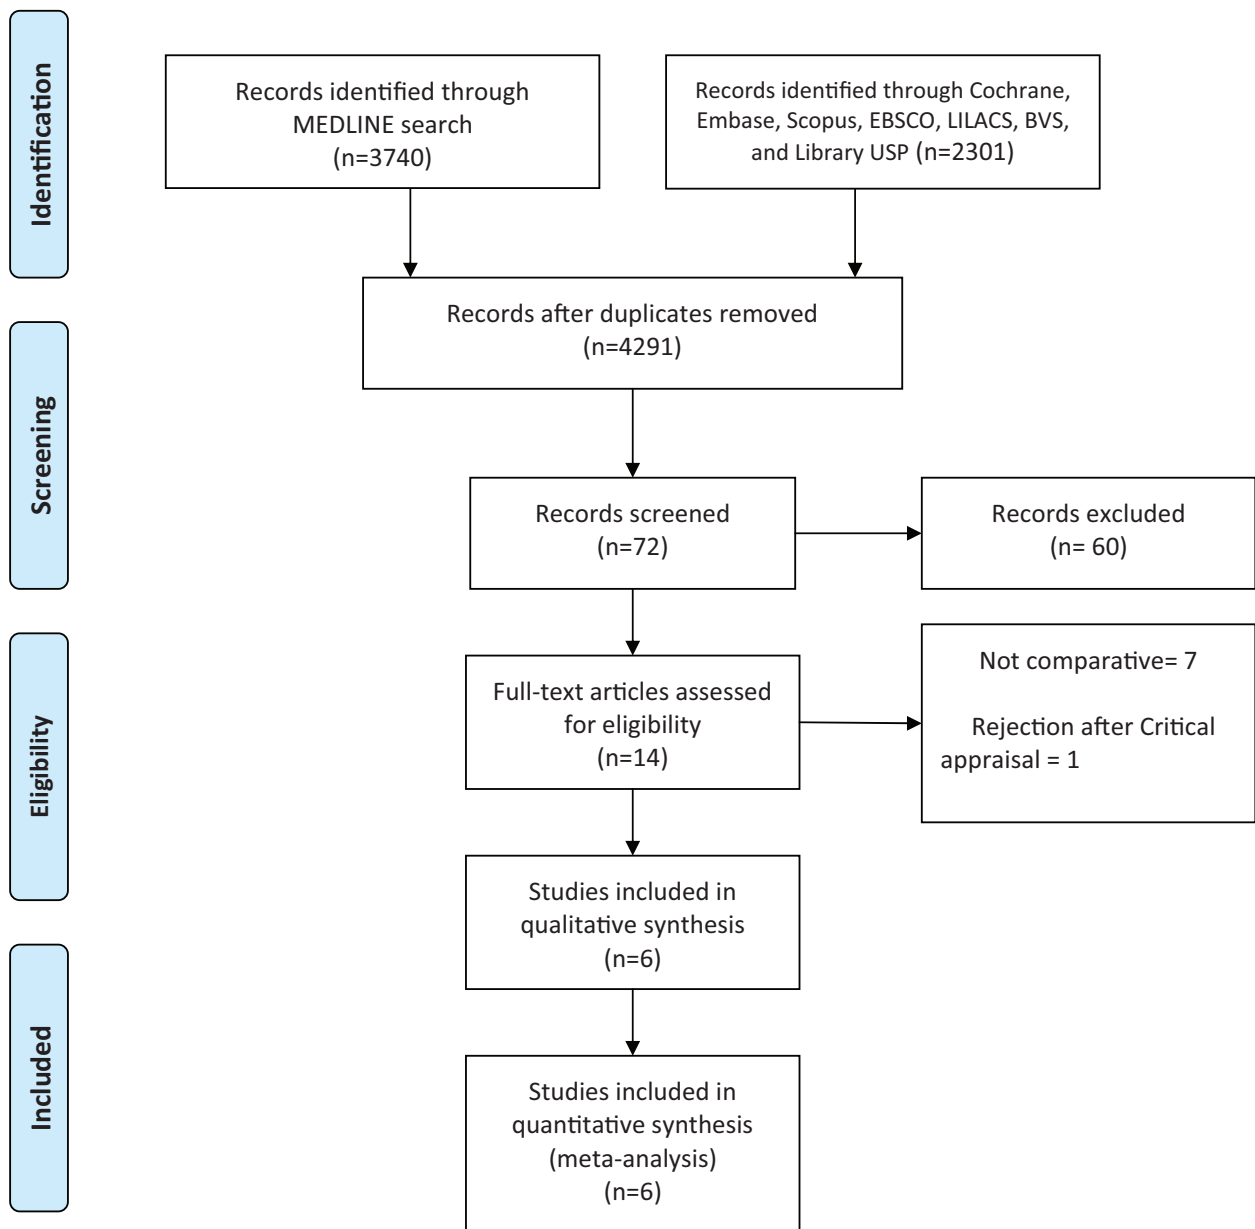 Identification
Records identified through
MEDLINE search
(n=3740)
Records identified through Cochrane,
Embase, Scopus, EBSCO, LILACS, BVS,
and Library USP (n=2301)
Records after duplicates removed
(n=4291)
Screening
Records screened
(n=72)
Records excluded
(n= 60)
Eligibility
Full-text articles assessed
for eligibility
(n=14)
Not comparative= 7
Rejection after Critical
appraisal = 1
Studies included in
qualitative synthesis
(n=6)
Included
Studies included in
quantitative synthesis
(meta-analysis)
(n=6)